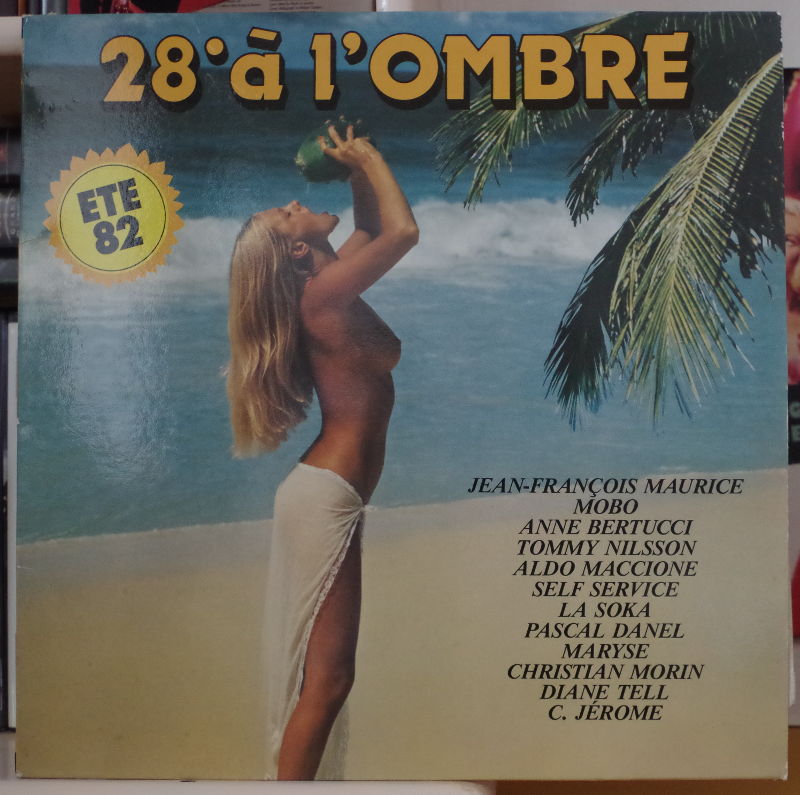 28° à l'OMBRE
ETE
82
JEAN-FRANÇOIS MAURICE
MOBO
ANNE BERTUCCI
TOMMY NILSSON
ALDO MACCIONE
SELF SERVICE
LA SOKA
PASCAL DANEL
MARYSE
CHRISTIAN MORIN
DIANE TELL
C. JÉROME